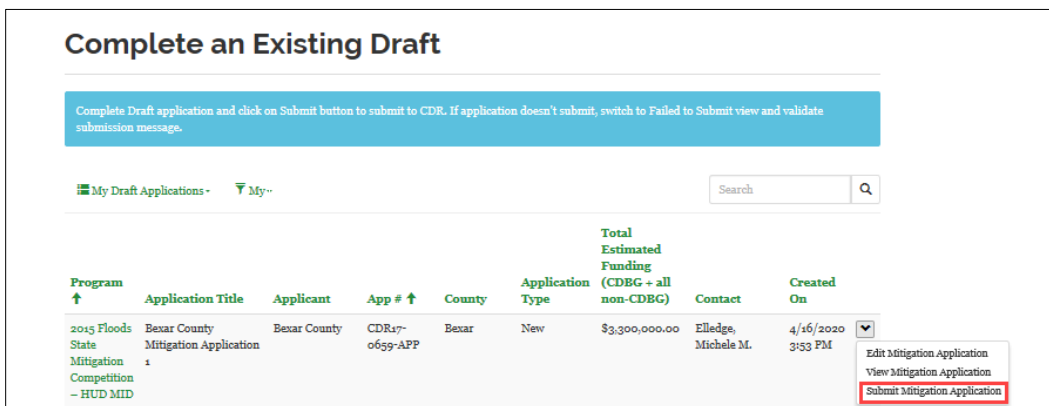 Complete an Existing Draft
Complete Draft application and click on Submit button to submit to CDR. If application doesn't submit, switch to Failed to Submit view and validate
submission message.
My Draft Applications
My
Search
Program
Application Title
Applicant
App #
County
Application
Type
Total
Estimated
Funding
(CDBG + all
non-CDBG)
Contact
Created
On
2015 Floods
State
Mitigation
Competition
– HUD MID
Bexar County
Mitigation Application
1
Bexar County
CDR17-
0659-APP
Bexar
New
$3,300,000.00
Elledge,
Michele M.
4/16/2020
3:53 PM
Edit Mitigation Application
View Mitigation Application
Submit Mitigation Application